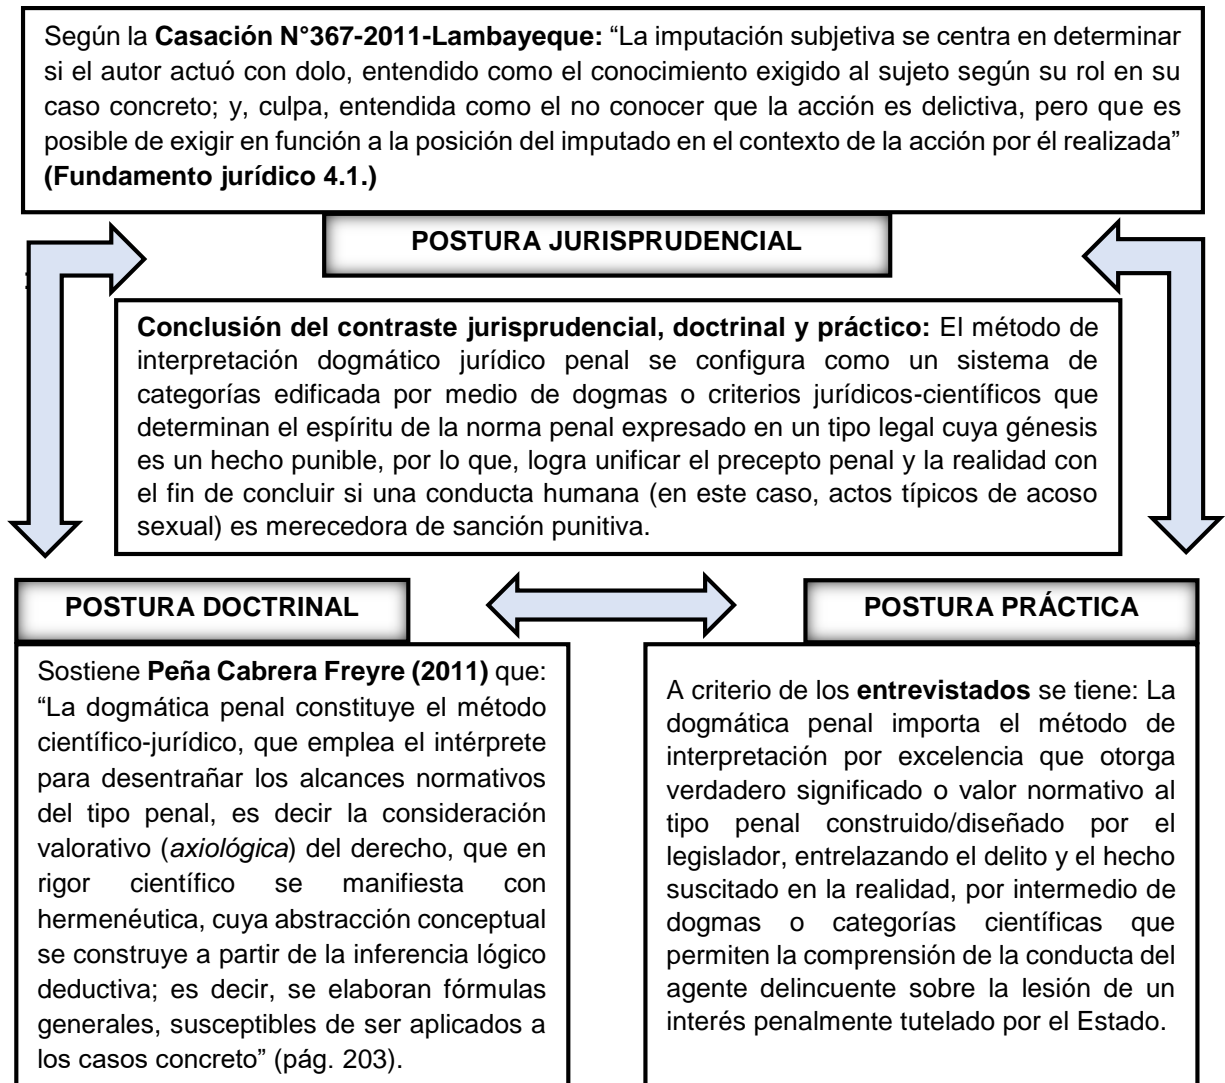 Según la Casación N°367-2011-Lambayeque: “La imputación subjetiva se centra en determinar
si el autor actuó con dolo, entendido como el conocimiento exigido al sujeto según su rol en su
caso concreto; y, culpa, entendida como el no conocer que la acción es delictiva, pero que es
posible de exigir en función a la posición del imputado en el contexto de la acción por él realizada”
(Fundamento jurídico 4.1.)
POSTURA JURISPRUDENCIAL
Conclusión del contraste jurisprudencial, doctrinal y práctico: El método de
interpretación dogmático jurídico penal se configura como un sistema de
categorías edificada por medio de dogmas o criterios jurídicos-científicos que
determinan el espíritu de la norma penal expresado en un tipo legal cuya génesis
es un hecho punible, por lo que, logra unificar el precepto penal y la realidad con
el fin de concluir si una conducta humana (en este caso, actos típicos de acoso
sexual) es merecedora de sanción punitiva.
POSTURA DOCTRINAL
Sostiene Peña Cabrera Freyre (2011) que:
“La dogmática penal constituye el método
científico-jurídico, que emplea el intérprete
para desentrañar los alcances normativos
del tipo penal, es decir la consideración
valorativo (axiológica) del derecho, que en
rigor científico se manifiesta con
hermenéutica, cuya abstracción conceptual
se construye a partir de la inferencia lógico
deductiva; es decir, se elaboran fórmulas
generales, susceptibles de ser aplicados a
los casos concreto” (pág. 203).
POSTURA PRÁCTICA
A criterio de los entrevistados se tiene: La
dogmática penal importa el método de
interpretación por excelencia que otorga
verdadero significado o valor normativo al
tipo penal construido/diseñado por el
legislador, entrelazando el delito y el hecho
suscitado en la realidad, por intermedio de
dogmas o categorías científicas que
permiten la comprensión de la conducta del
agente delincuente sobre la lesión de un
interés penalmente tutelado por el Estado.